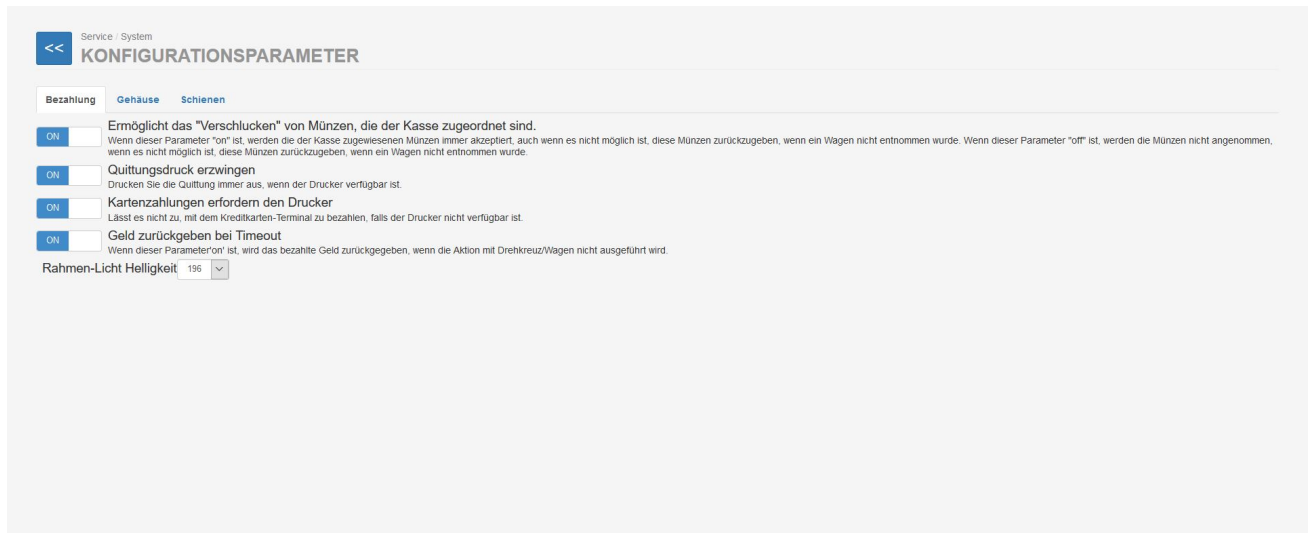 <<
Service / System
KONFIGURATIONSPARAMETER
Bezahlung Gehäuse Schienen
ON
Ermöglicht das "Verschlucken" von Münzen, die der Kasse zugeordnet sind.
Wenn dieser Parameter "on" ist, werden die der Kasse zugewiesenen Münzen immer akzeptiert, auch wenn es nicht möglich ist, diese Münzen zurückzugeben, wenn ein Wagen nicht entnommen wurde. Wenn dieser Parameter "off" ist, werden die Münzen nicht angenommen,
wenn es nicht möglich ist, diese Münzen zurückzugeben, wenn ein Wagen nicht entnommen wurde.
ON
Quittungsdruck erzwingen
Drucken Sie die Quittung immer aus, wenn der Drucker verfügbar ist.
ON
Kartenzahlungen erfordern den Drucker
Lässt es nicht zu, mit dem Kreditkarten-Terminal zu bezahlen, falls der Drucker nicht verfügbar ist.
ON
Geld zurückgeben bei Timeout
Wenn dieser Parameter'on' ist, wird das bezahlte Geld zurückgegeben, wenn die Aktion mit Drehkreuz/Wagen nicht ausgeführt wird.
Rahmen-Licht Helligkeit 196